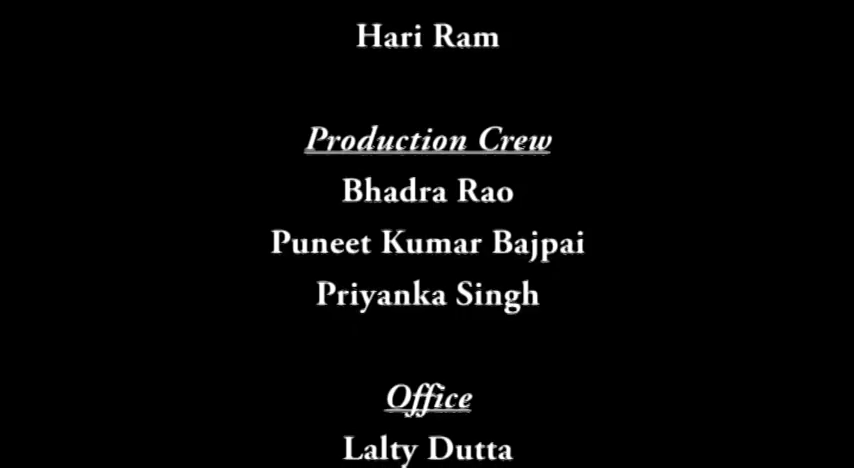 Hari Ram
Production Crew
Bhadra Rao
Puneet Kumar Bajpai
Priyanka Singh
Office
Lalty Dutta